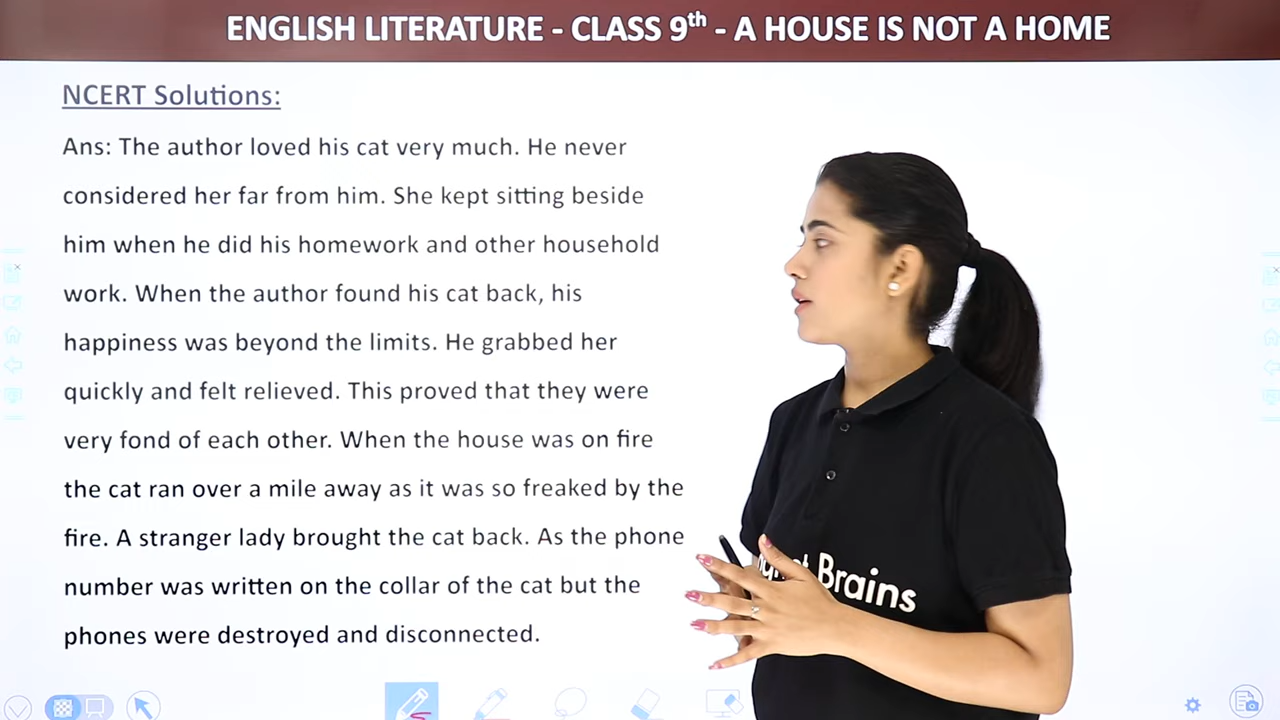 ENGLISH LITERATURE - CLASS 9th - A HOUSE IS NOT A HOME
NCERT Solutions:
Ans: The author loved his cat very much. He never
considered her far from him. She kept sitting beside
him when he did his homework and other household
work. When the author found his cat back, his
happiness was beyond the limits. He grabbed her
quickly and felt relieved. This proved that they were
very fond of each other. When the house was on fire
the cat ran over a mile away as it was so freaked by the
fire. A stranger lady brought the cat back. As the phone
number was written on the collar of the cat but the
phones were destroyed and disconnected.
Brains